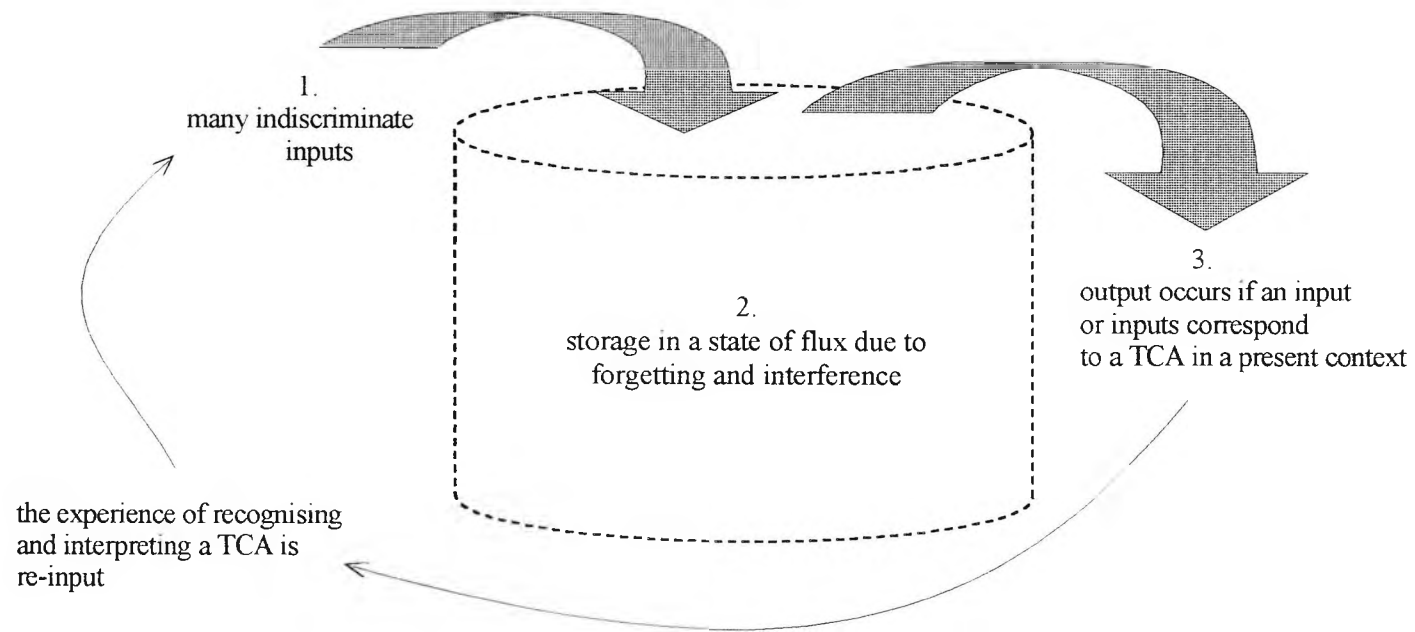 1.
many indiscriminate
inputs
2.
storage in a state of flux due to
forgetting and interference
3.
output occurs if an input
or inputs correspond
to a TCA in a present context
the experience of recognising
and interpreting a TCA is
re-input